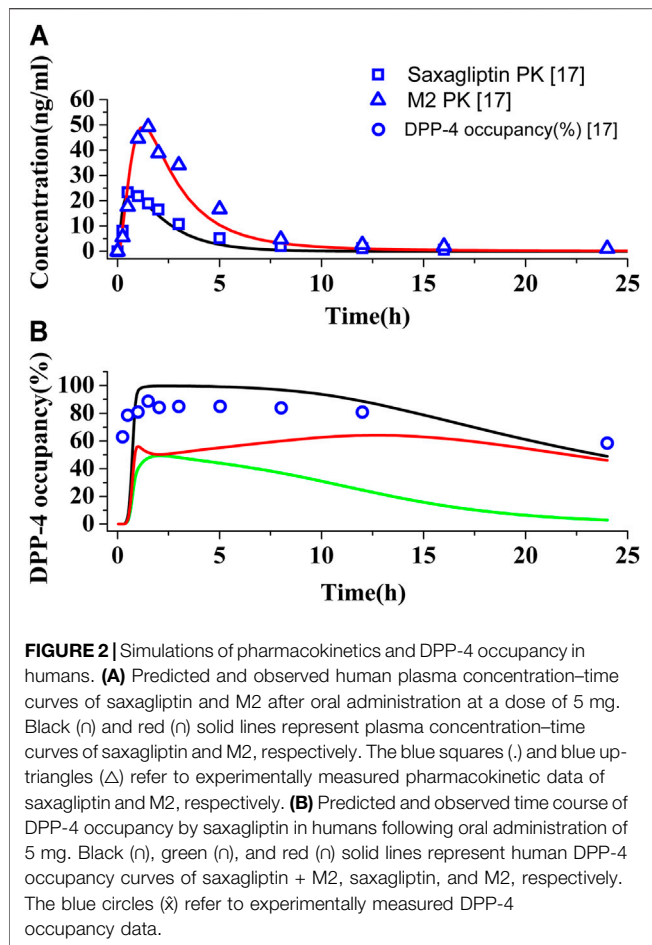 A
Saxagliptin PK [17]
M2 PK [17]
DPP-4 occupancy(%) [17]
Concentration(ng/ml)
60
50
40
30
20
10
0
0 5 10 15 20 25
Time(h)
B
DPP-4 occupancy(%)
100
80
60
40
20
0
0 5 10 15 20 25
Time(h)
FIGURE 2 | Simulations of pharmacokinetics and DPP-4 occupancy in
humans. (A) Predicted and observed human plasma concentration–time
curves of saxagliptin and M2 after oral administration at a dose of 5 mg.
Black (∩) and red (∩) solid lines represent plasma concentration–time
curves of saxagliptin and M2, respectively. The blue squares (.) and blue up-
triangles (△) refer to experimentally measured pharmacokinetic data of
saxagliptin and M2, respectively. (B) Predicted and observed time course of
DPP-4 occupancy by saxagliptin in humans following oral administration of
5 mg. Black (∩), green (∩), and red (∩) solid lines represent human DPP-4
occupancy curves of saxagliptin + M2, saxagliptin, and M2, respectively.
The blue circles (x̂) refer to experimentally measured DPP-4
occupancy data.